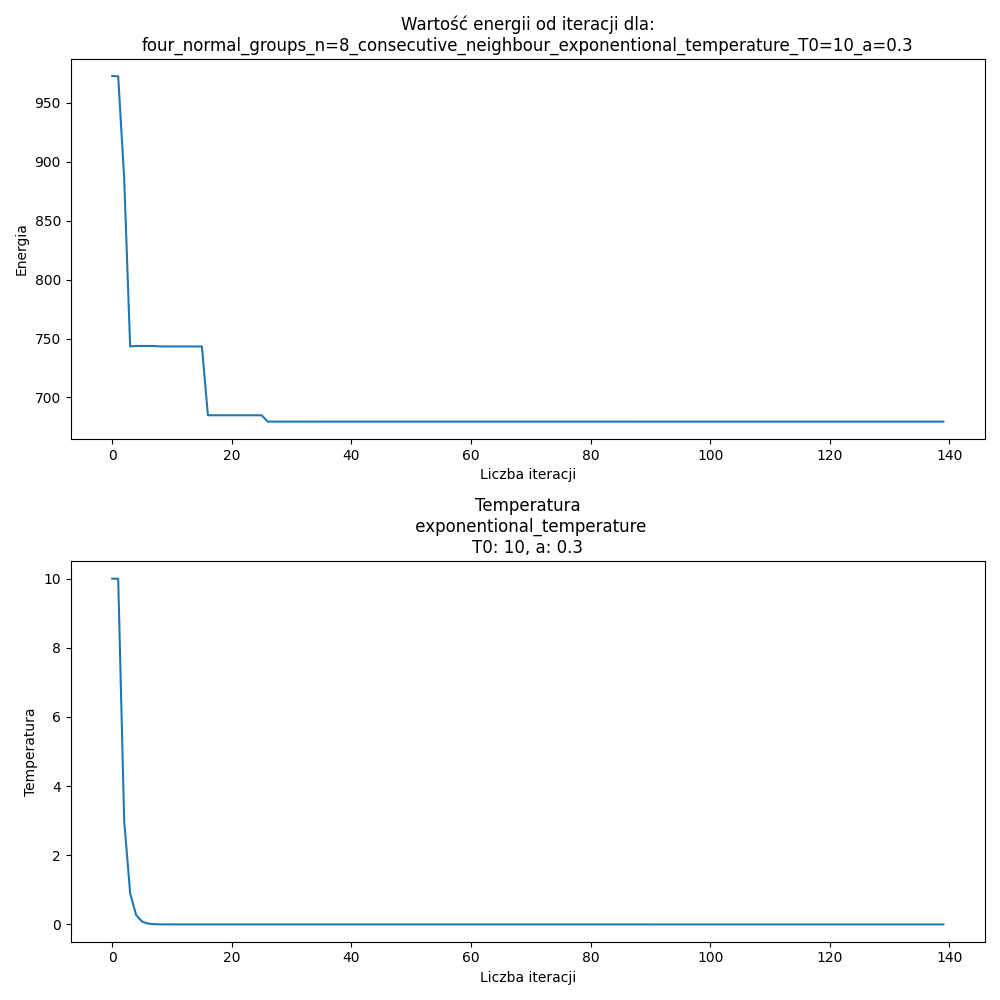 Wartość energii od iteracji dla:
four_normal_groups_n=8_consecutive_neighbour_exponentional_temperature_T0=10_a=0.3
950
900
850
800
750
700
Energia
0 20 40 60 80 100 120 140
Liczba iteracji
Temperatura
exponentional_temperature
T0: 10, a: 0.3
10
8
6
4
2
0
Temperatura
0 20 40 60 80 100 120 140
Liczba iteracji